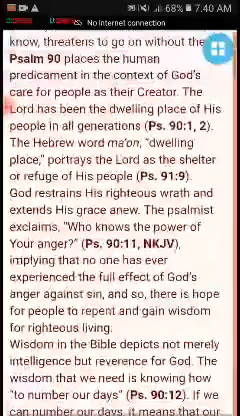 68% 7:40 AM
No Internet connection
know, threatens to go on without the
Psalm 90 places the human
predicament in the context of God's
care for people as their Creator. The
Lord has been the dwelling place of His
people in all generations (Ps. 90:1, 2).
The Hebrew word ma'on, "dwelling
place," portrays the Lord as the shelter
or refuge of His people (Ps. 91:9).
God restrains His righteous wrath and
extends His grace anew. The psalmist
exclaims, "Who knows the power of
Your anger?" (Ps. 90:11, NKJV),
implying that no one has ever
experienced the full effect of God's
anger against sin, and so, there is hope
for people to repent and gain wisdom
for righteous living.
Wisdom in the Bible depicts not merely
intelligence but reverence for God. The
wisdom that we need is knowing how
"to number our days" (Ps. 90:12). If we
can number our days, it means that our